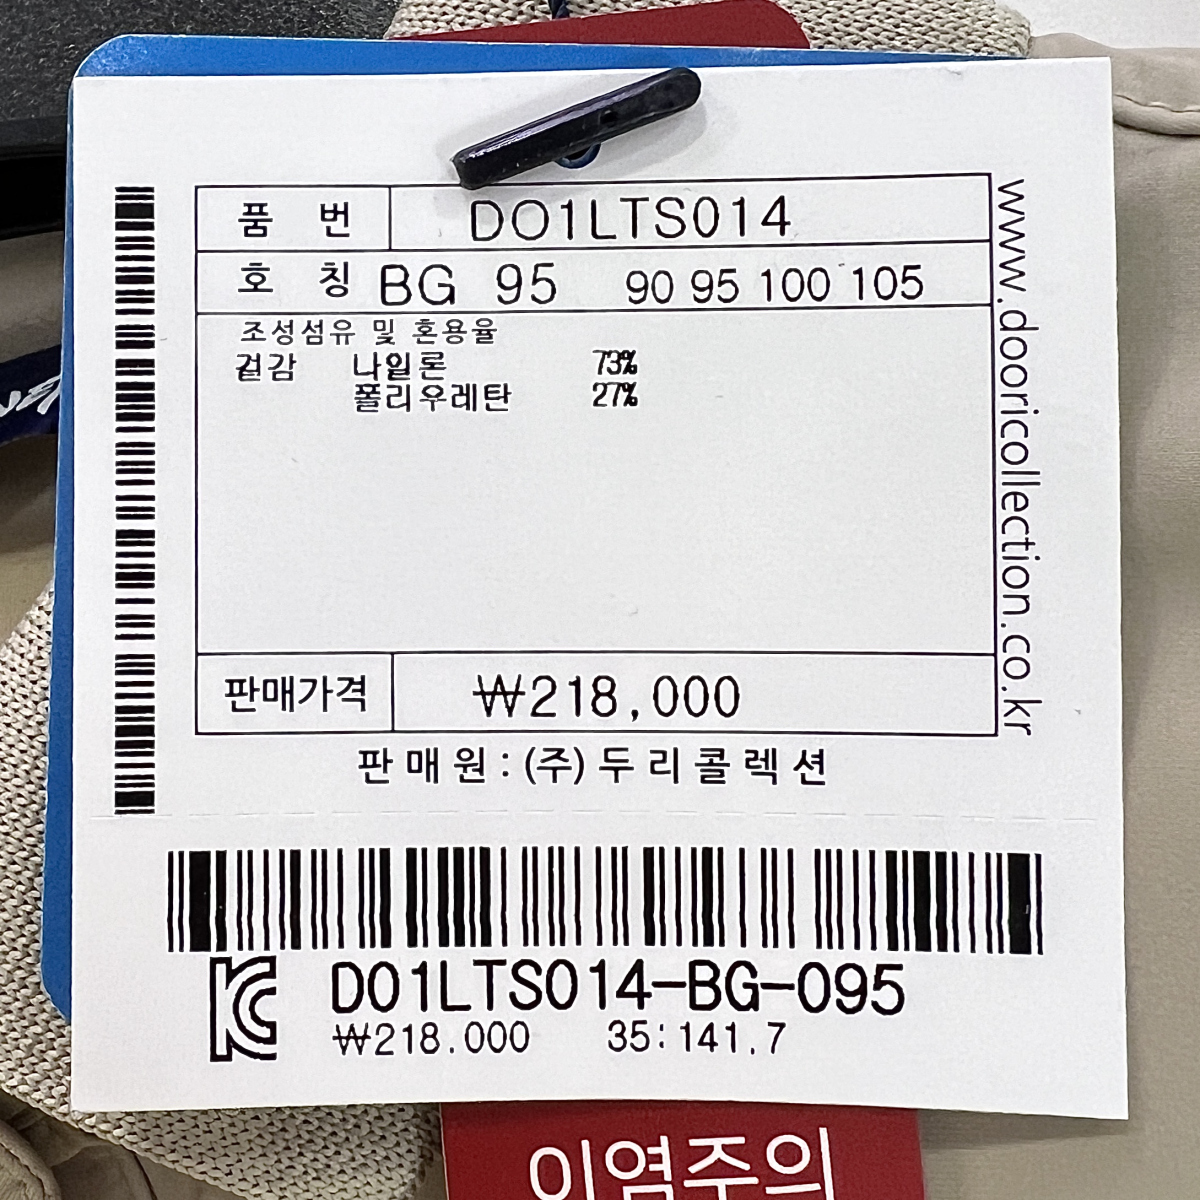 품 번 DO1LTS014
호 칭 BG 95 90 95 100 105
조성섬유 및 혼용율
겉감 나일론 73%
폴리우레탄 27%
판매가격 ₩218,000
판매원 : (주) 두리콜렉션
www.dooricollection.co.kr
DO1LTS014-BG-095
₩218.000 35:141.7
이염주의